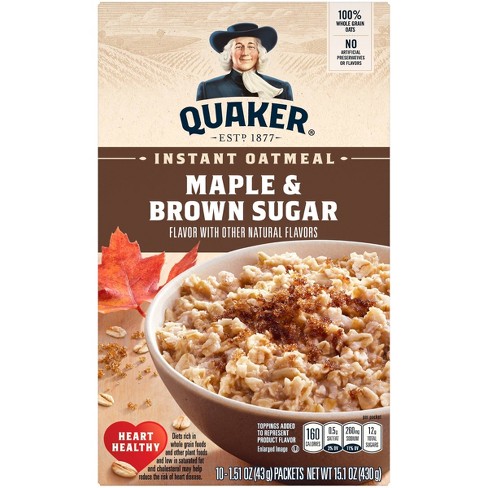 100%
WHOLE GRAIN
OATS
NO
ARTIFICIAL
PRESERVATIVES
OR FLAVORS
QUAKER®
ESTD 1877
INSTANT OATMEAL
MAPLE &
BROWN SUGAR
FLAVOR WITH OTHER NATURAL FLAVORS
HEART
HEALTHY
Diets rich in
whole grain foods
and other plant foods
and low in saturated fat
and cholesterol may help
reduce the risk of heart disease.
TOPPINGS ADDED
TO REPRESENT
PRODUCT FLAVOR
Enlarged Image
per packet
160 CALORIES
0.5g SAT FAT
260mg SODIUM
12g TOTAL SUGARS
10 - 1.51 OZ (43 g) PACKETS NET WT 15.1 OZ (430 g)